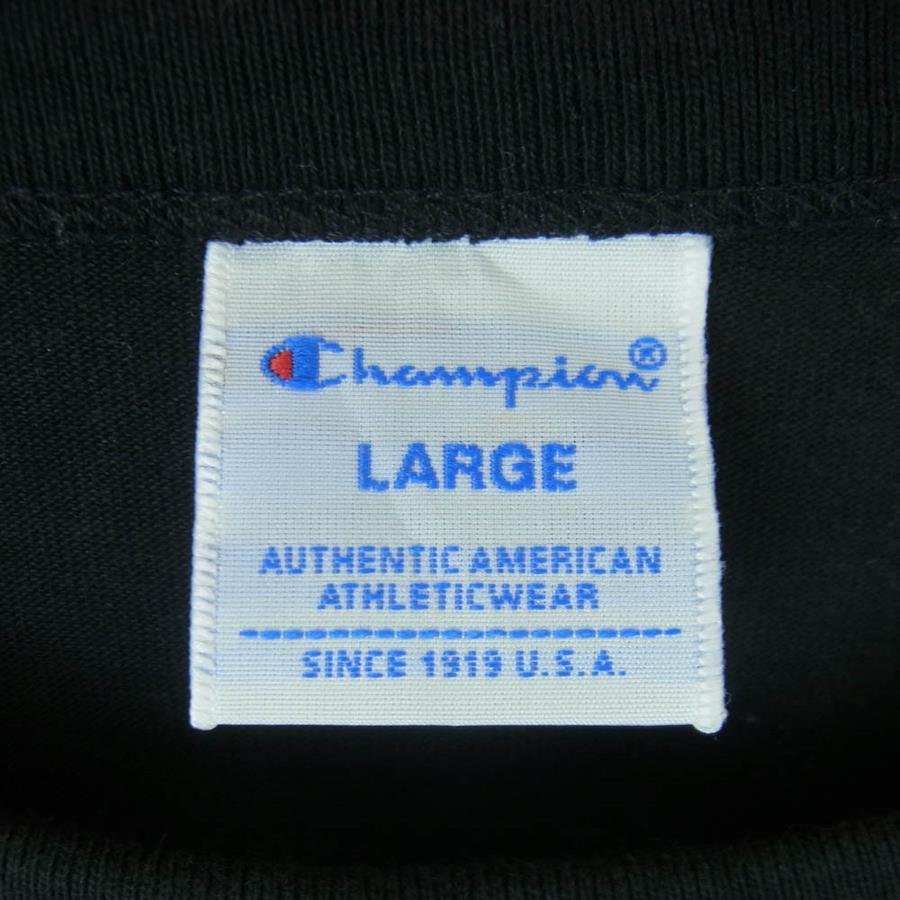 Champion®
LARGE
AUTHENTIC AMERICAN
ATHLETICWEAR
SINCE 1919 U.S.A.